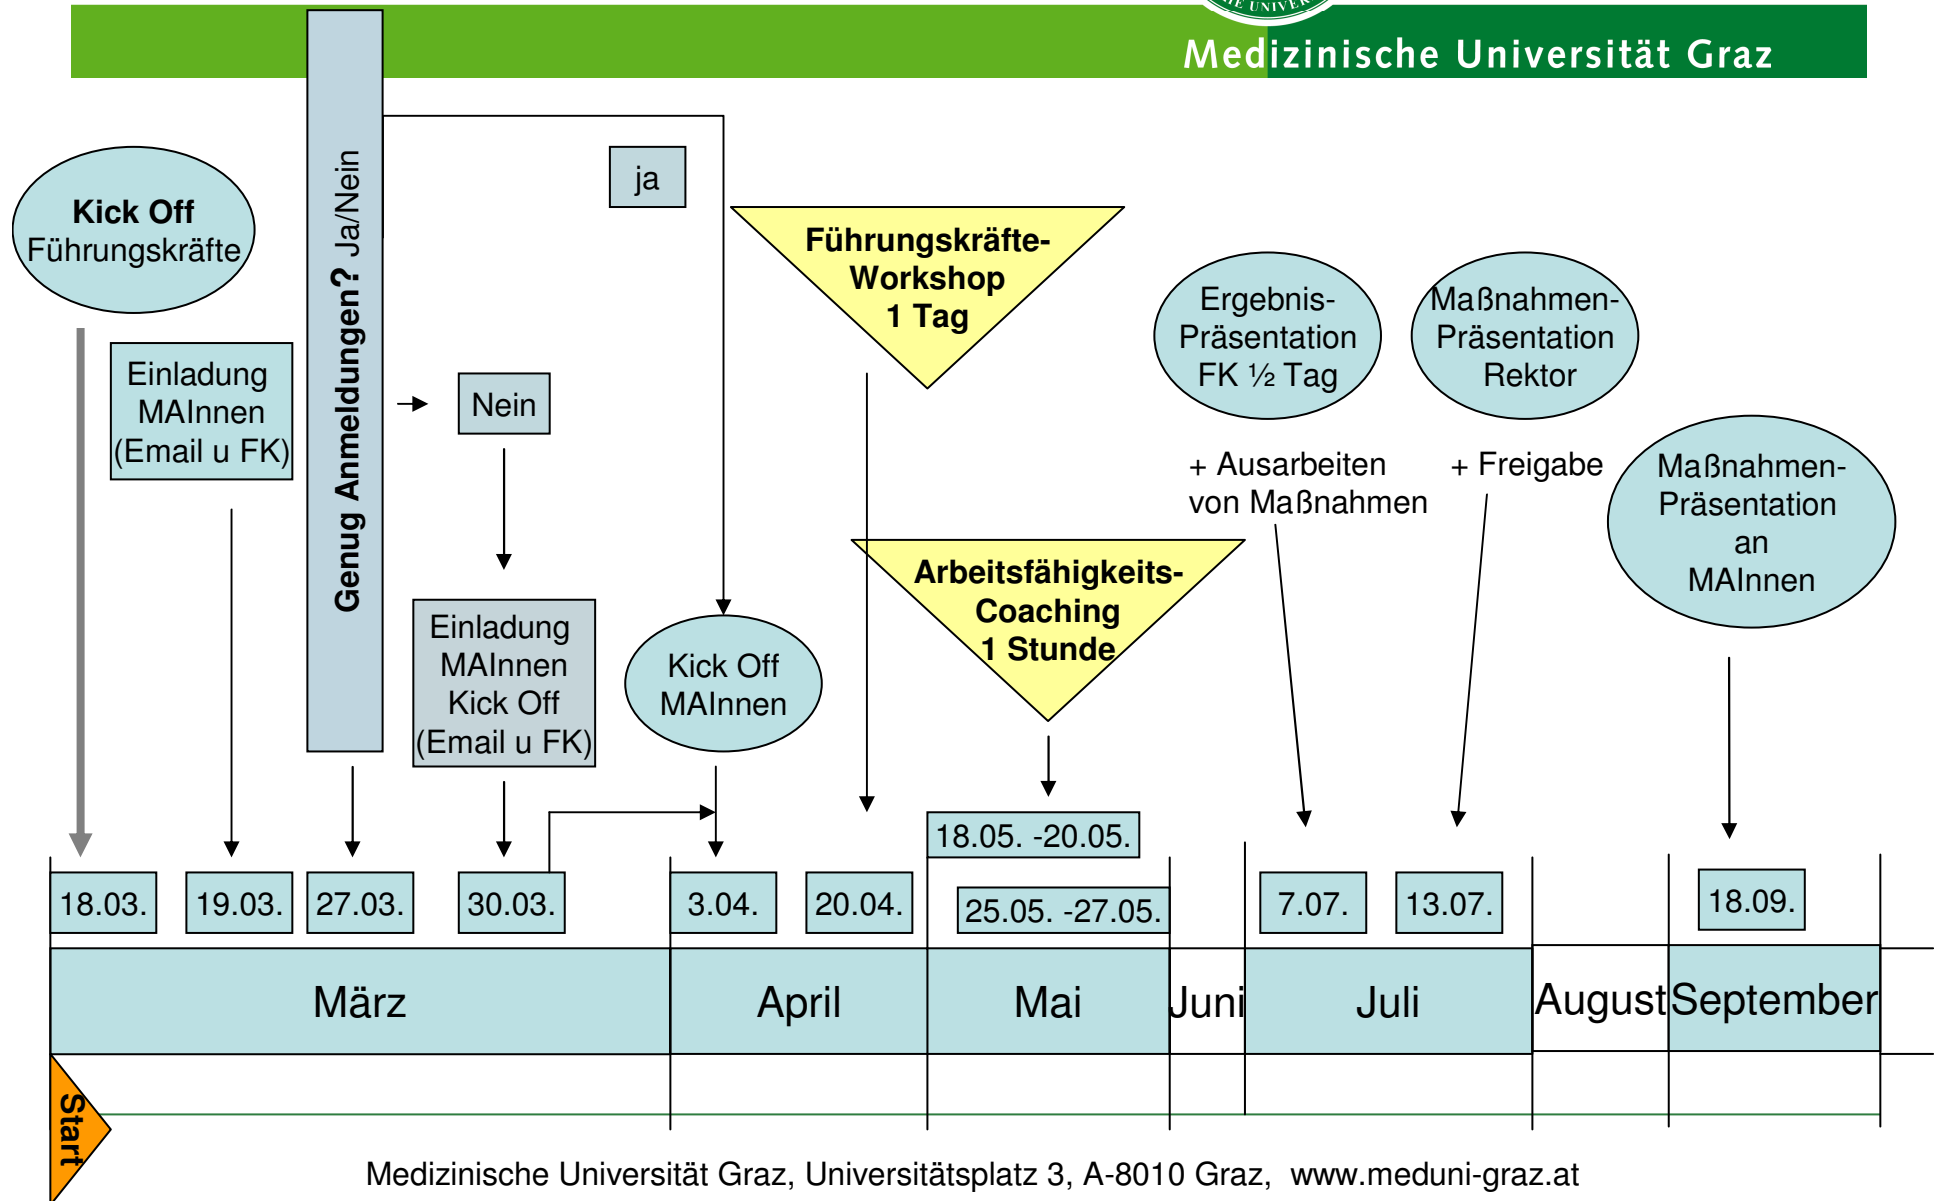 Medizinische Universität Graz
Kick Off
Führungskräfte
Einladung
MAInnen
(Email u FK)
Genug Anmeldungen? Ja/Nein
ja
Nein
Einladung
MAInnen
Kick Off
(Email u FK)
Kick Off
MAInnen
Führungskräfte-
Workshop
1 Tag
Arbeitsfähigkeits-
Coaching
1 Stunde
Ergebnis-
Präsentation
FK ½ Tag
+ Ausarbeiten
von Maßnahmen
Maßnahmen-
Präsentation
Rektor
+ Freigabe
Maßnahmen-
Präsentation
an
MAInnen
18.03.
19.03.
27.03.
30.03.
3.04.
20.04.
18.05. -20.05.
25.05. -27.05.
7.07.
13.07.
18.09.
März
April
Mai
Juni
Juli
August
September
Start
Medizinische Universität Graz, Universitätsplatz 3, A-8010 Graz, www.meduni-graz.at